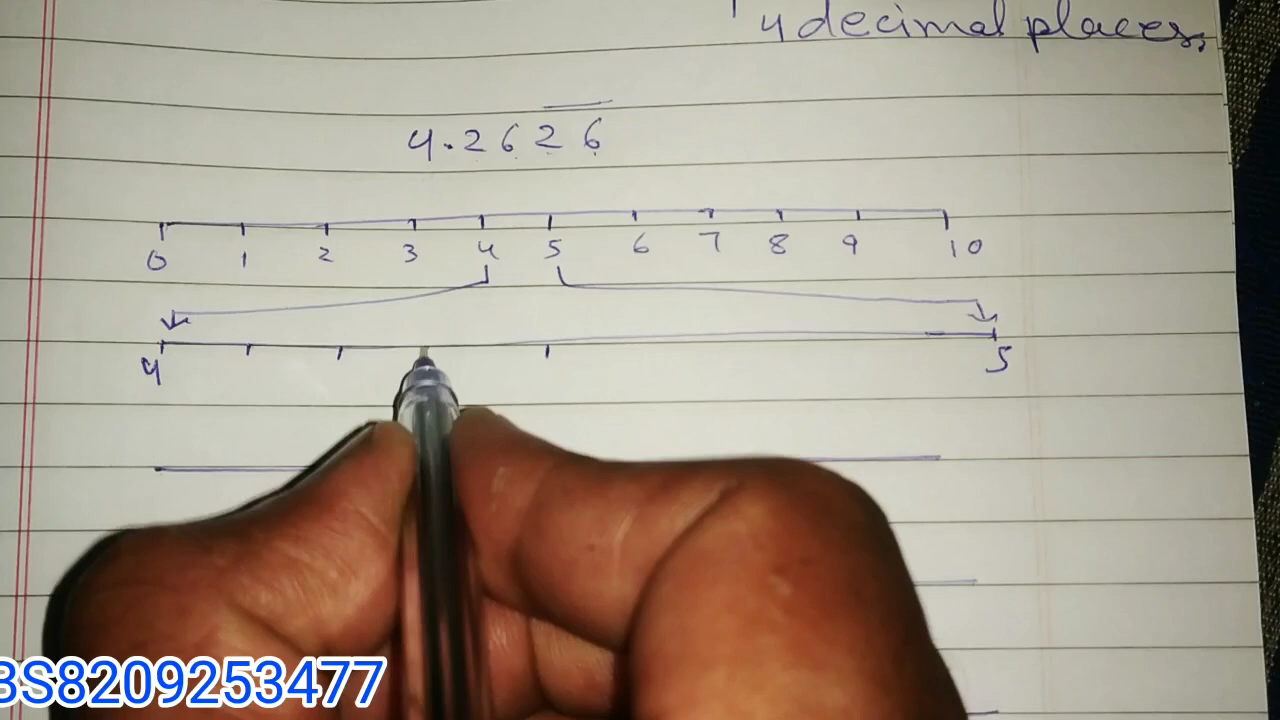 4 decimal places,
4.2626
0 1 2 3 4 5 6 7 8 9 10
4 5
BS8209253477